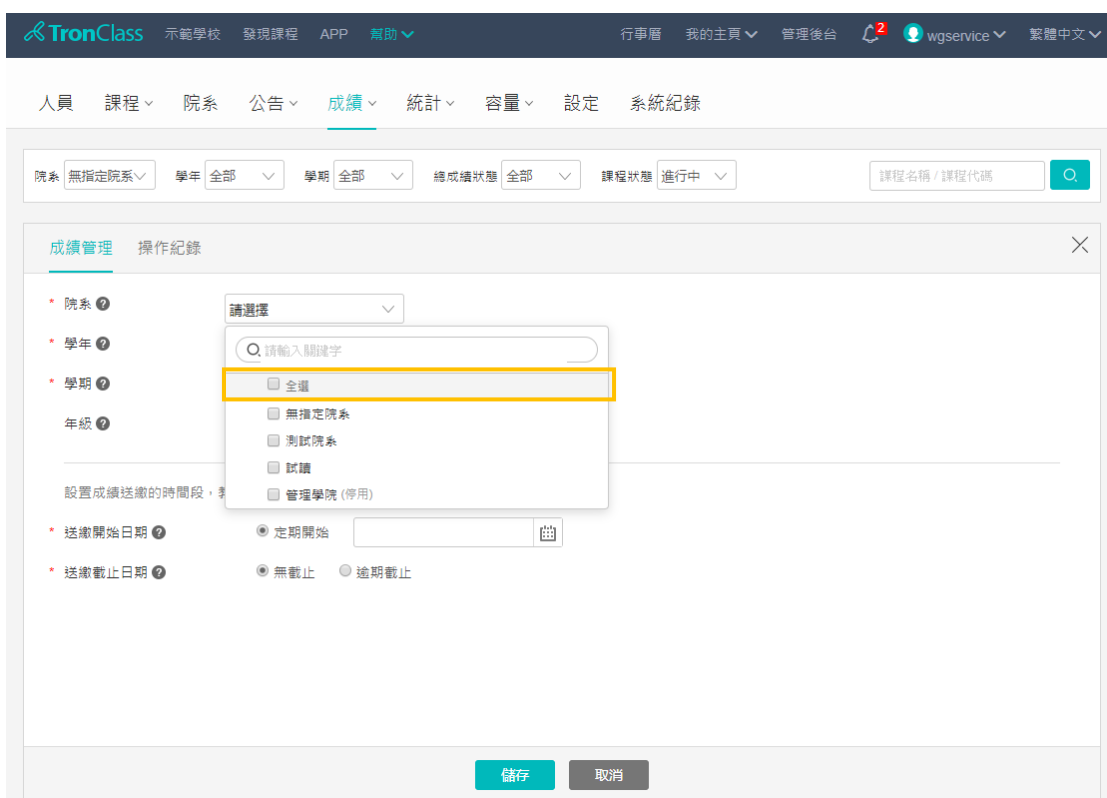 TronClass 示範學校 發現課程 APP 幫助 行事曆 我的主頁 管理後台 2 wgservice 繁體中文
人員 課程 院系 公告 成績 統計 容量 設定 系統紀錄
院系 無指定院系 學年 全部 學期 全部 總成績狀態 全部 課程狀態 進行中 課程名稱 / 課程代碼
成績管理 操作紀錄
* 院系 ? 請選擇
* 學年 ? 請輸入關鍵字
* 學期 ? 全選
年級 ? 無指定院系
測試院系
試讀
設置成績送繳的時間段, 管理學院 (停用)
* 送繳開始日期 ? 定期開始
* 送繳截止日期 ? 無截止 逾期截止
儲存 取消